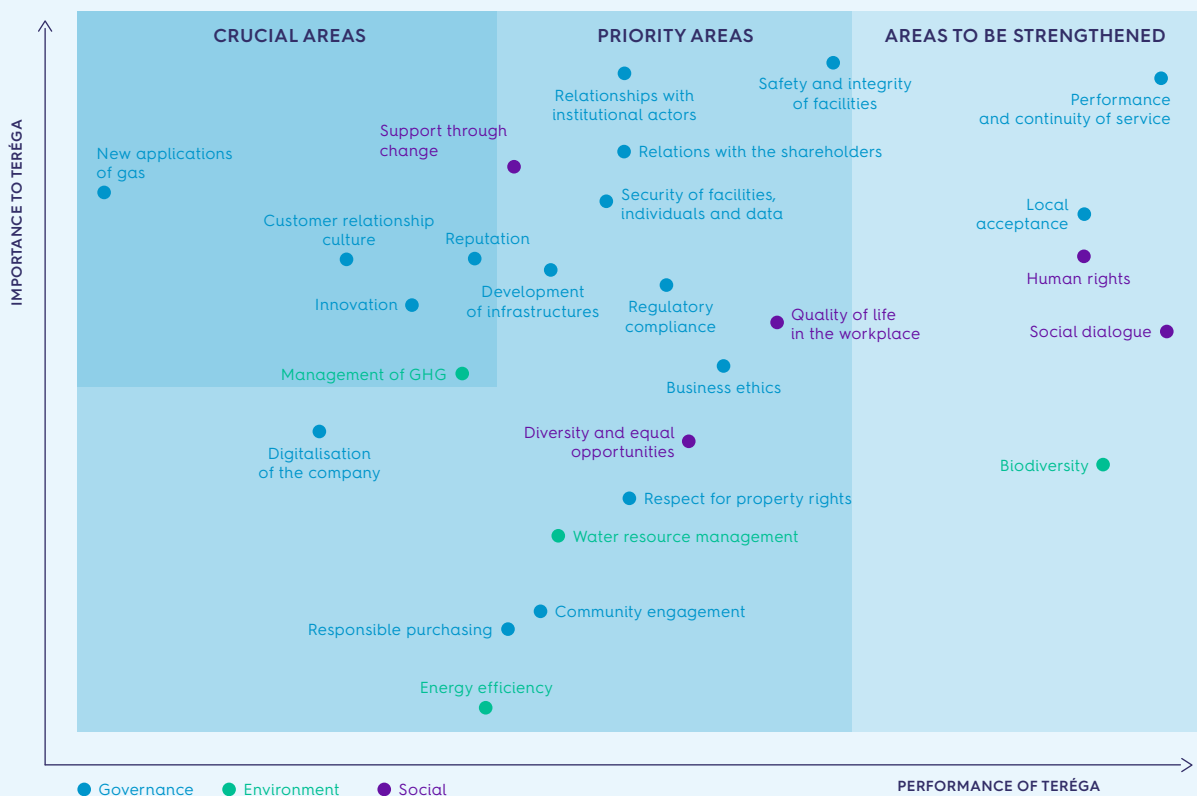 CRUCIAL AREAS
PRIORITY AREAS
AREAS TO BE STRENGTHENED
IMPORTANCE TO TERÉGA
Safety and integrity
of facilities
Relationships with
institutional actors
Performance
and continuity of service
Support through
change
New applications
of gas
Relations with the shareholders
Security of facilities,
individuals and data
Local
acceptance
Customer relationship
culture
Reputation
Human rights
Development
of infrastructures
Innovation
Regulatory
compliance
Quality of life
in the workplace
Social dialogue
Management of GHG
Business ethics
Diversity and equal
opportunities
Digitalisation
of the company
Biodiversity
Respect for property rights
Water resource management
Community engagement
Responsible purchasing
Energy efficiency
PERFORMANCE OF TERÉGA
Governance
Environment
Social